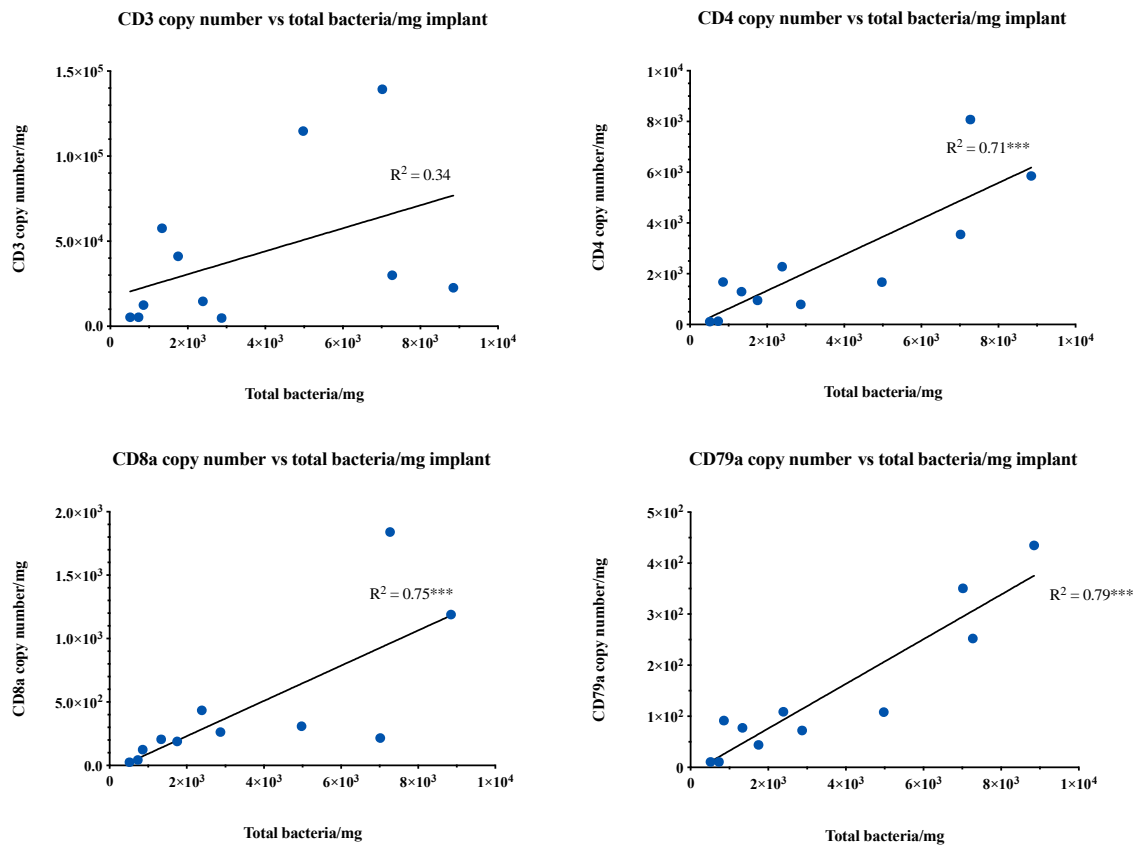 CD3 copy number vs total bacteria/mg implant
1.5×10⁵
1.0×10⁵
5.0×10⁴
0.0
CD3 copy number/mg
R² = 0.34
0 2×10³ 4×10³ 6×10³ 8×10³ 1×10⁴
Total bacteria/mg
CD4 copy number vs total bacteria/mg implant
1×10⁴
8×10³
6×10³
4×10³
2×10³
0
CD4 copy number/mg
R² = 0.71***
0 2×10³ 4×10³ 6×10³ 8×10³ 1×10⁴
Total bacteria/mg
CD8a copy number vs total bacteria/mg implant
2.0×10³
1.5×10³
1.0×10³
5.0×10²
0.0
CD8a copy number/mg
R² = 0.75***
0 2×10³ 4×10³ 6×10³ 8×10³ 1×10⁴
Total bacteria/mg
CD79a copy number vs total bacteria/mg implant
5×10²
4×10²
3×10²
2×10²
1×10²
0
CD79a copy number/mg
R² = 0.79***
0 2×10³ 4×10³ 6×10³ 8×10³ 1×10⁴
Total bacteria/mg